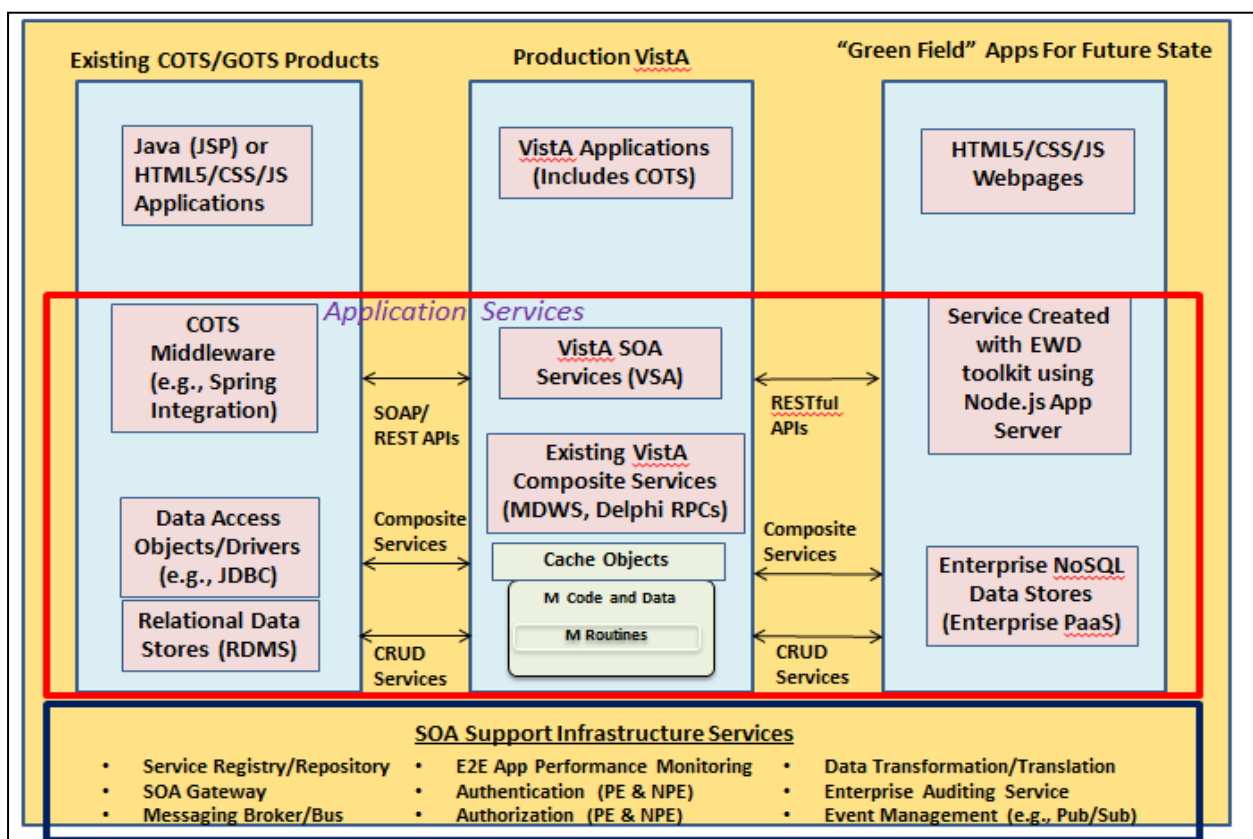 Existing COTS/GOTS Products
Production VistA
“Green Field” Apps For Future State
Java (JSP) or
HTML5/CSS/JS
Applications
VistA Applications
(Includes COTS)
HTML5/CSS/JS
Webpages
Application Services
COTS
Middleware
(e.g., Spring
Integration)
SOAP/
REST APIs
VistA SOA
Services (VSA)
RESTful
APIs
Service Created
with EWD
toolkit using
Node.js App
Server
Existing VistA
Composite Services
(MDWS, Delphi RPCs)
Data Access
Objects/Drivers
(e.g., JDBC)
Composite
Services
Cache Objects
Composite
Services
Enterprise NoSQL
Data Stores
(Enterprise PaaS)
M Code and Data
M Routines
Relational Data
Stores (RDMS)
CRUD
Services
CRUD
Services
SOA Support Infrastructure Services
• Service Registry/Repository
• SOA Gateway
• Messaging Broker/Bus
• E2E App Performance Monitoring
• Authentication (PE & NPE)
• Authorization (PE & NPE)
• Data Transformation/Translation
• Enterprise Auditing Service
• Event Management (e.g., Pub/Sub)